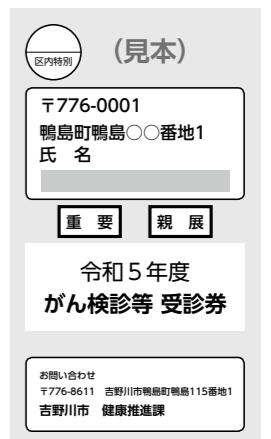 区内特別
(見本)
〒776-0001
鴨島町鴨島○○番地1
氏 名
重 要 親 展
令和5年度
がん検診等 受診券
お問い合わせ
〒776-8611 吉野川市鴨島町鴨島115番地1
吉野川市 健康推進課